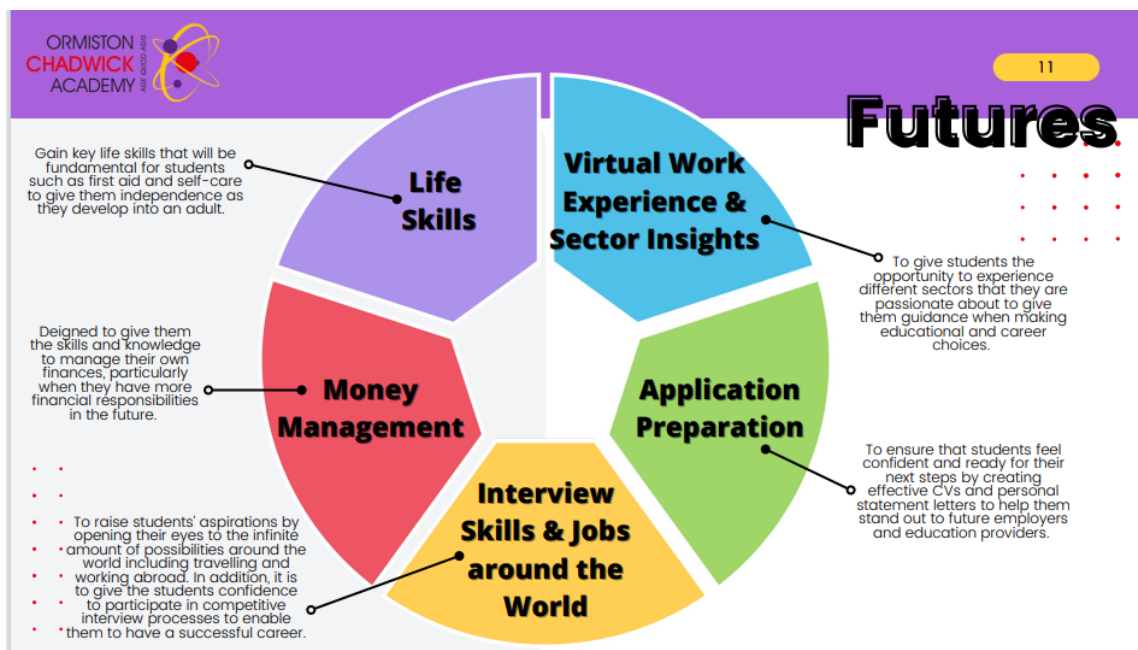 ORMISTON
CHADWICK
ACADEMY
AGE QUOD AGIS
11
Futures
Gain key life skills that will be
fundamental for students
such as first aid and self-care
to give them independence as
they develop into an adult.
Life
Skills
Virtual Work
Experience &
Sector Insights
To give students the
opportunity to experience
different sectors that they are
passionate about to give
them guidance when making
educational and career
choices.
Deigned to give them
the skills and knowledge
to manage their own
finances, particularly
when they have more
financial responsibilities
in the future.
Money
Management
Application
Preparation
To ensure that students feel
confident and ready for their
next steps by creating
effective CVs and personal
statement letters to help them
stand out to future employers
and education providers.
Interview
Skills & Jobs
around the
World
To raise students' aspirations by
opening their eyes to the infinite
amount of possibilities around the
world including travelling and
working abroad. In addition, it is
to give the students confidence
to participate in competitive
interview processes to enable
them to have a successful career.